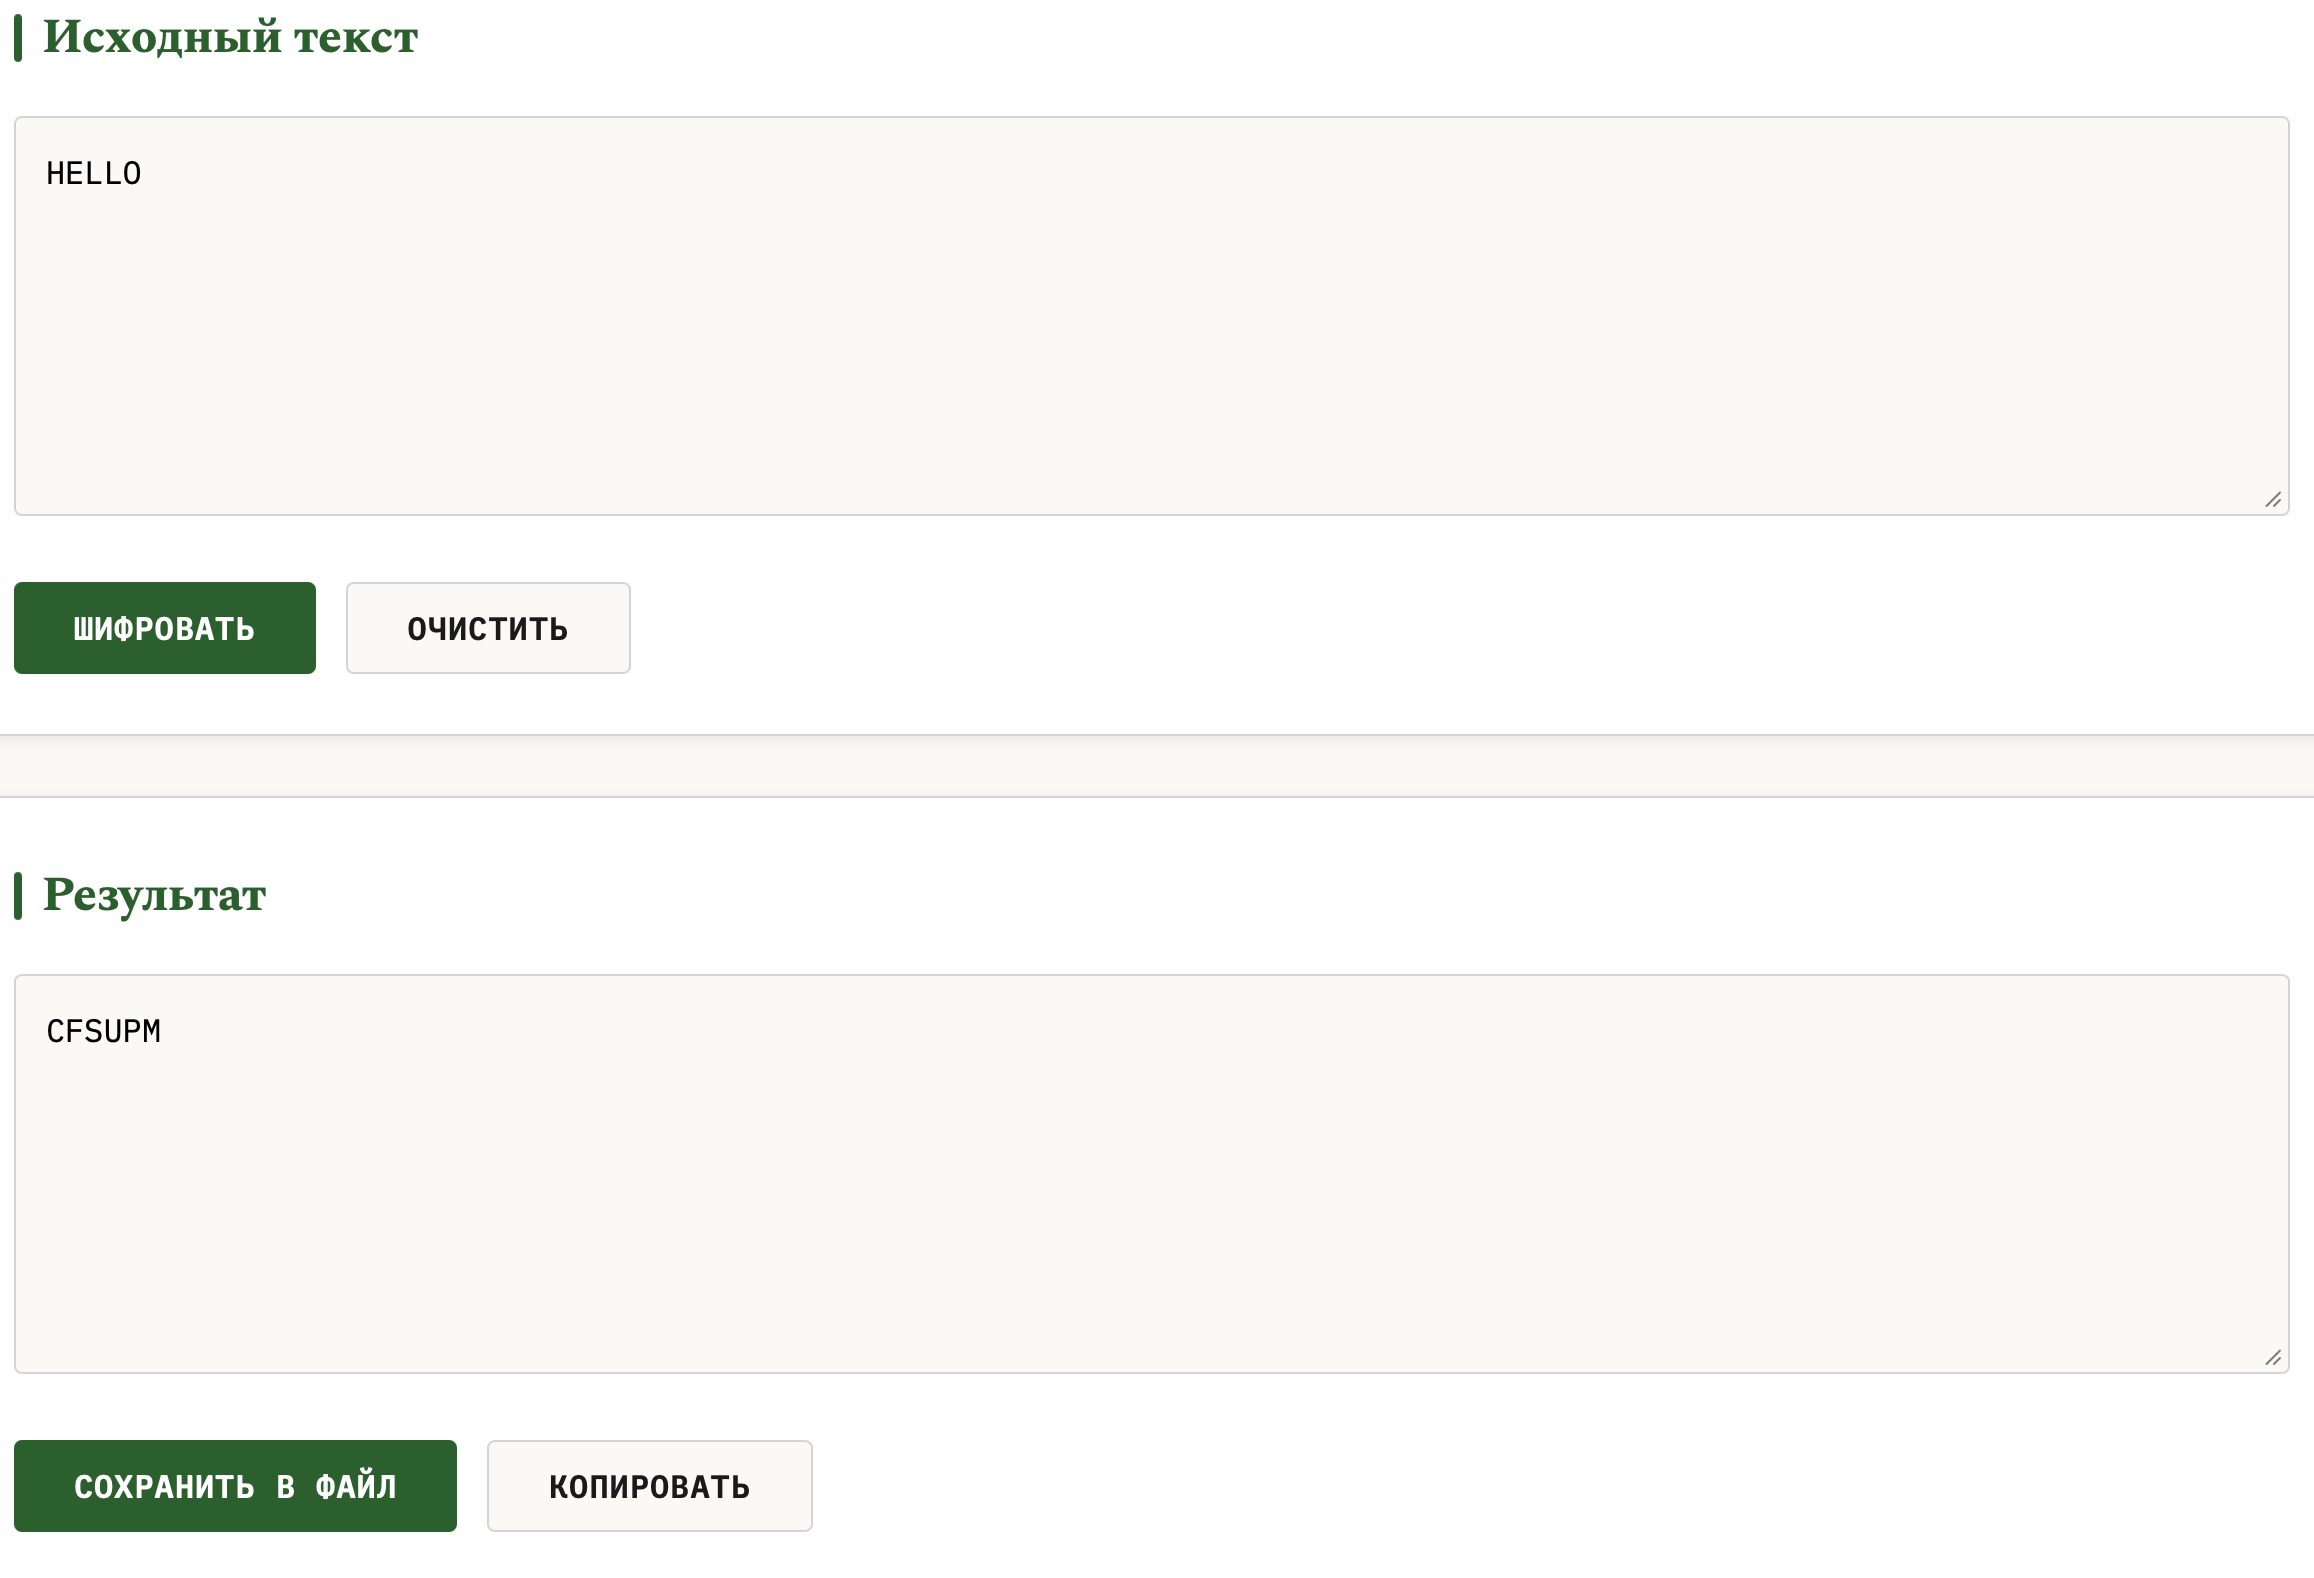 Исходный текст
HELLO
ШИФРОВАТЬ ОЧИСТИТЬ
Результат
CFSUPM
СОХРАНИТЬ В ФАЙЛ КОПИРОВАТЬ